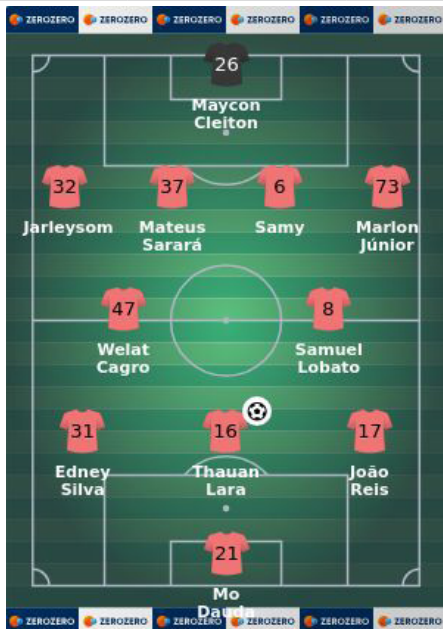 ZEROZERO ZEROZERO ZEROZERO ZEROZERO ZEROZERO ZEROZERO
26
Maycon
Cleiton
32 37 6 73
Jarleysom Mateus Samy Marlon
Sarará Júnior
47 8
Welat Samuel
Cagro Lobato
31 16 17
Edney Thauan João
Silva Lara Reis
21
Mo
Dauda
ZEROZERO ZEROZERO ZEROZERO ZEROZERO ZEROZERO ZEROZERO